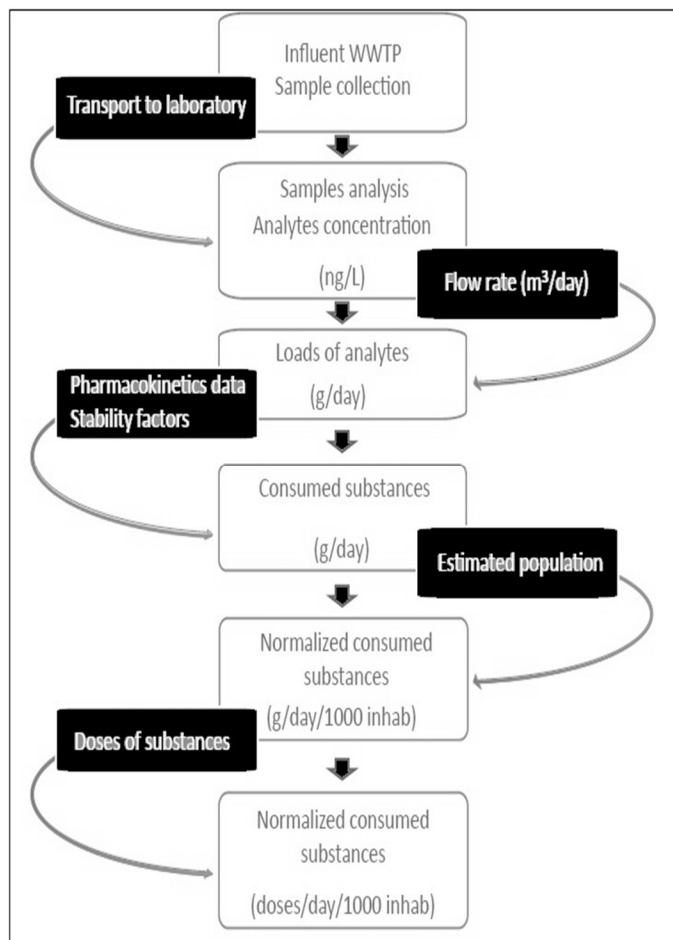 Influent WWTP
Sample collection
Transport to laboratory
Samples analysis
Analytes concentration
(ng/L)
Flow rate (m³/day)
Loads of analytes
(g/day)
Pharmacokinetics data
Stability factors
Consumed substances
(g/day)
Estimated population
Normalized consumed
substances
(g/day/1000 inhab)
Doses of substances
Normalized consumed
substances
(doses/day/1000 inhab)